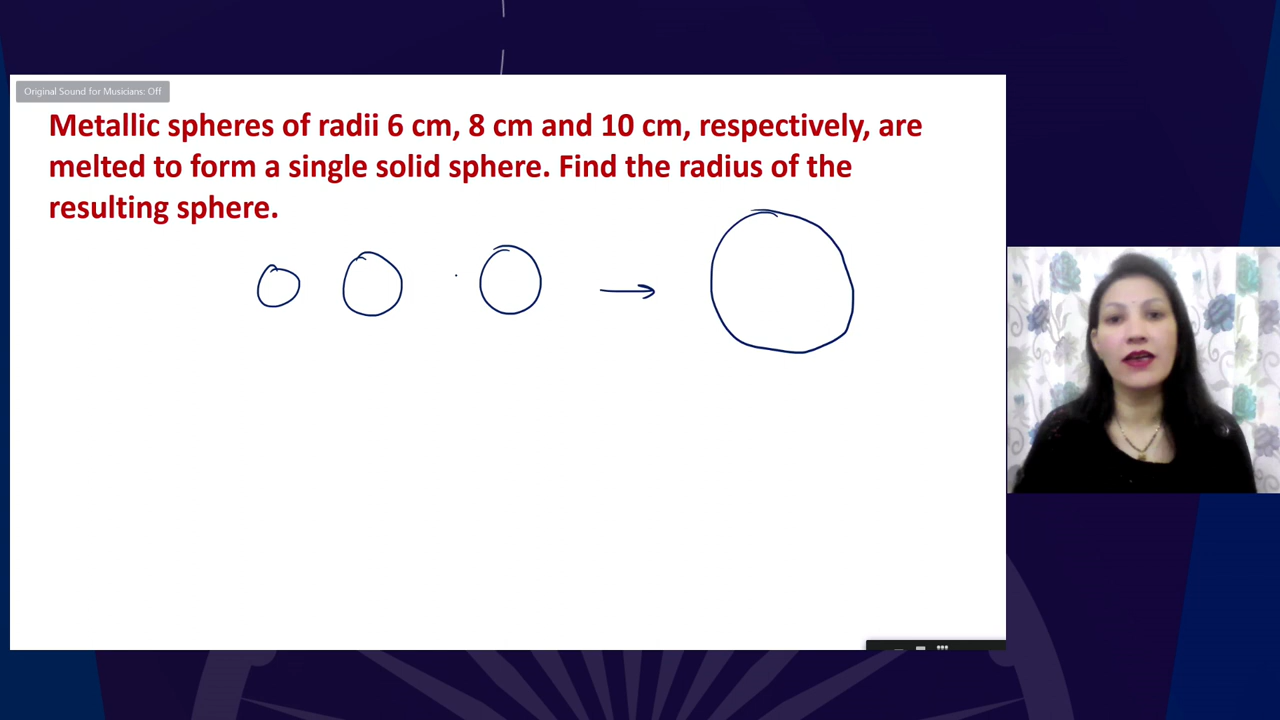 Original Sound for Musicians: Off
Metallic spheres of radii 6 cm, 8 cm and 10 cm, respectively, are
melted to form a single solid sphere. Find the radius of the
resulting sphere.